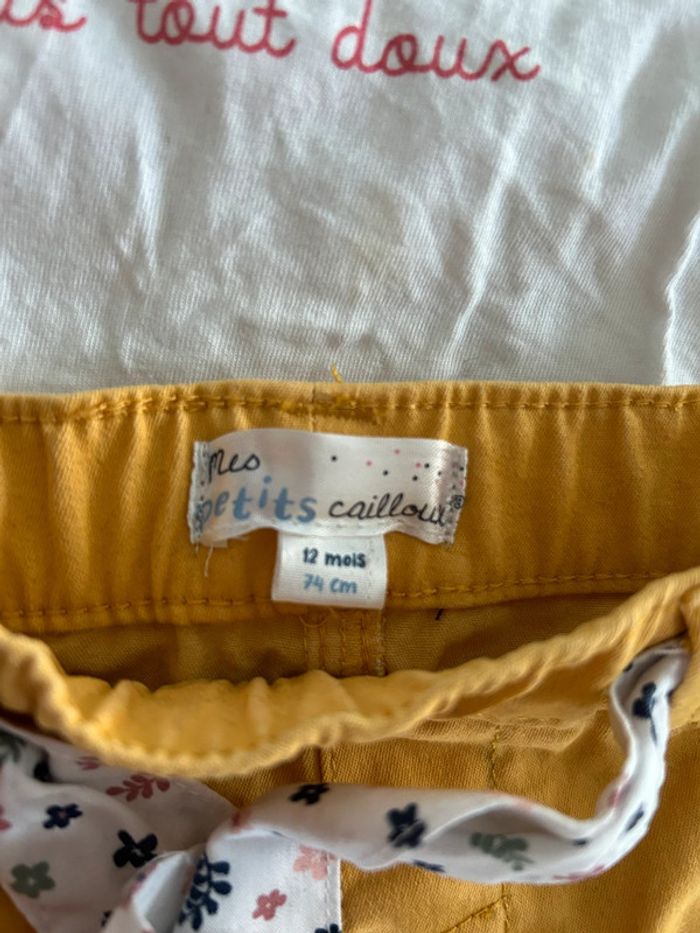 tout doux
mes
petits cailloux®
12 mois
74 cm